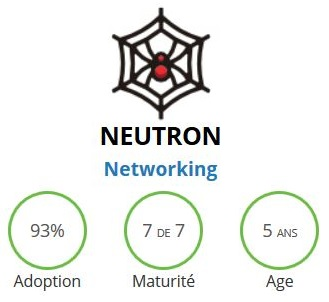 NEUTRON
Networking
93% 7 DE 7 5 ANS
Adoption Maturité Age